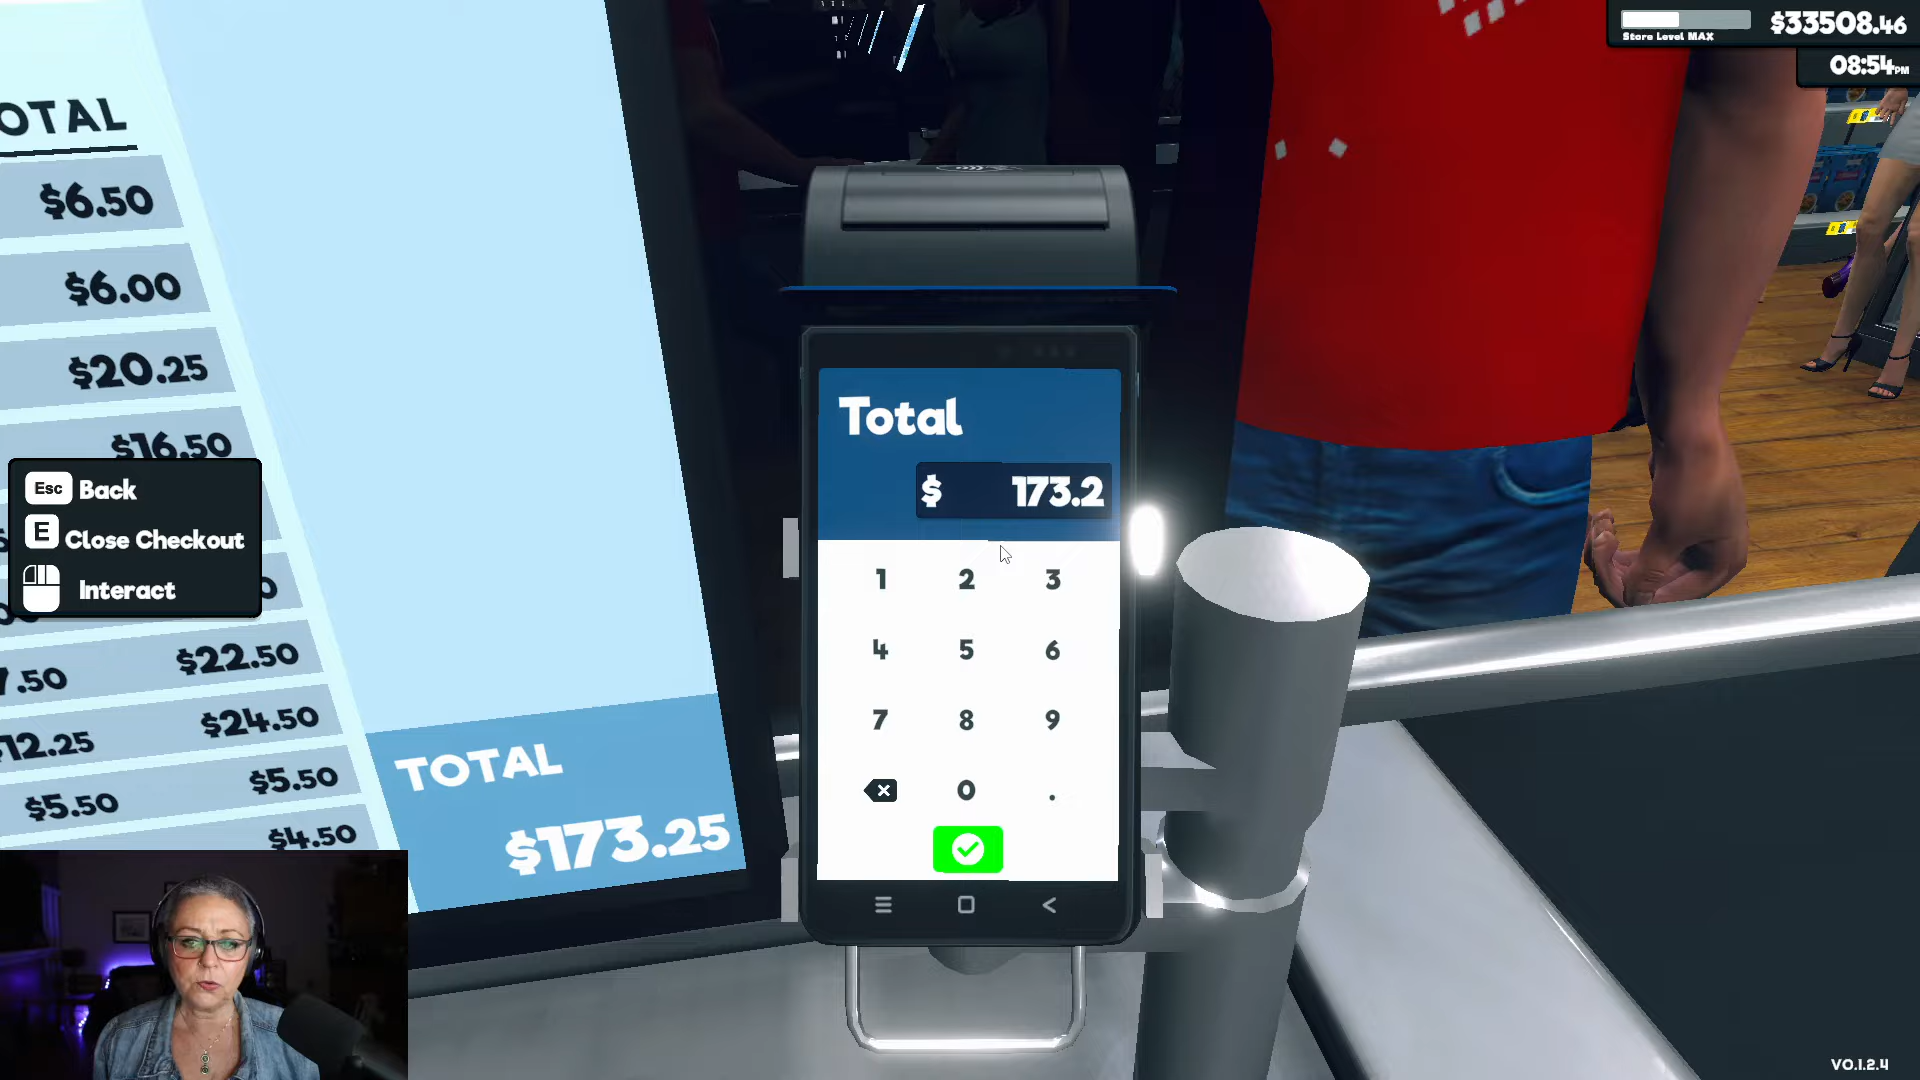 $33508.46
Store Level MAX
08:54PM
OTAL
$6.50
$6.00
$20.25
$16.50
Esc Back
E Close Checkout
Interact
7.50 $22.50
12.25 $24.50
$5.50 $5.50
$4.50
TOTAL
$173.25
Total
$ 173.2
1 2 3
4 5 6
7 8 9
0 .
V0.1.2.4